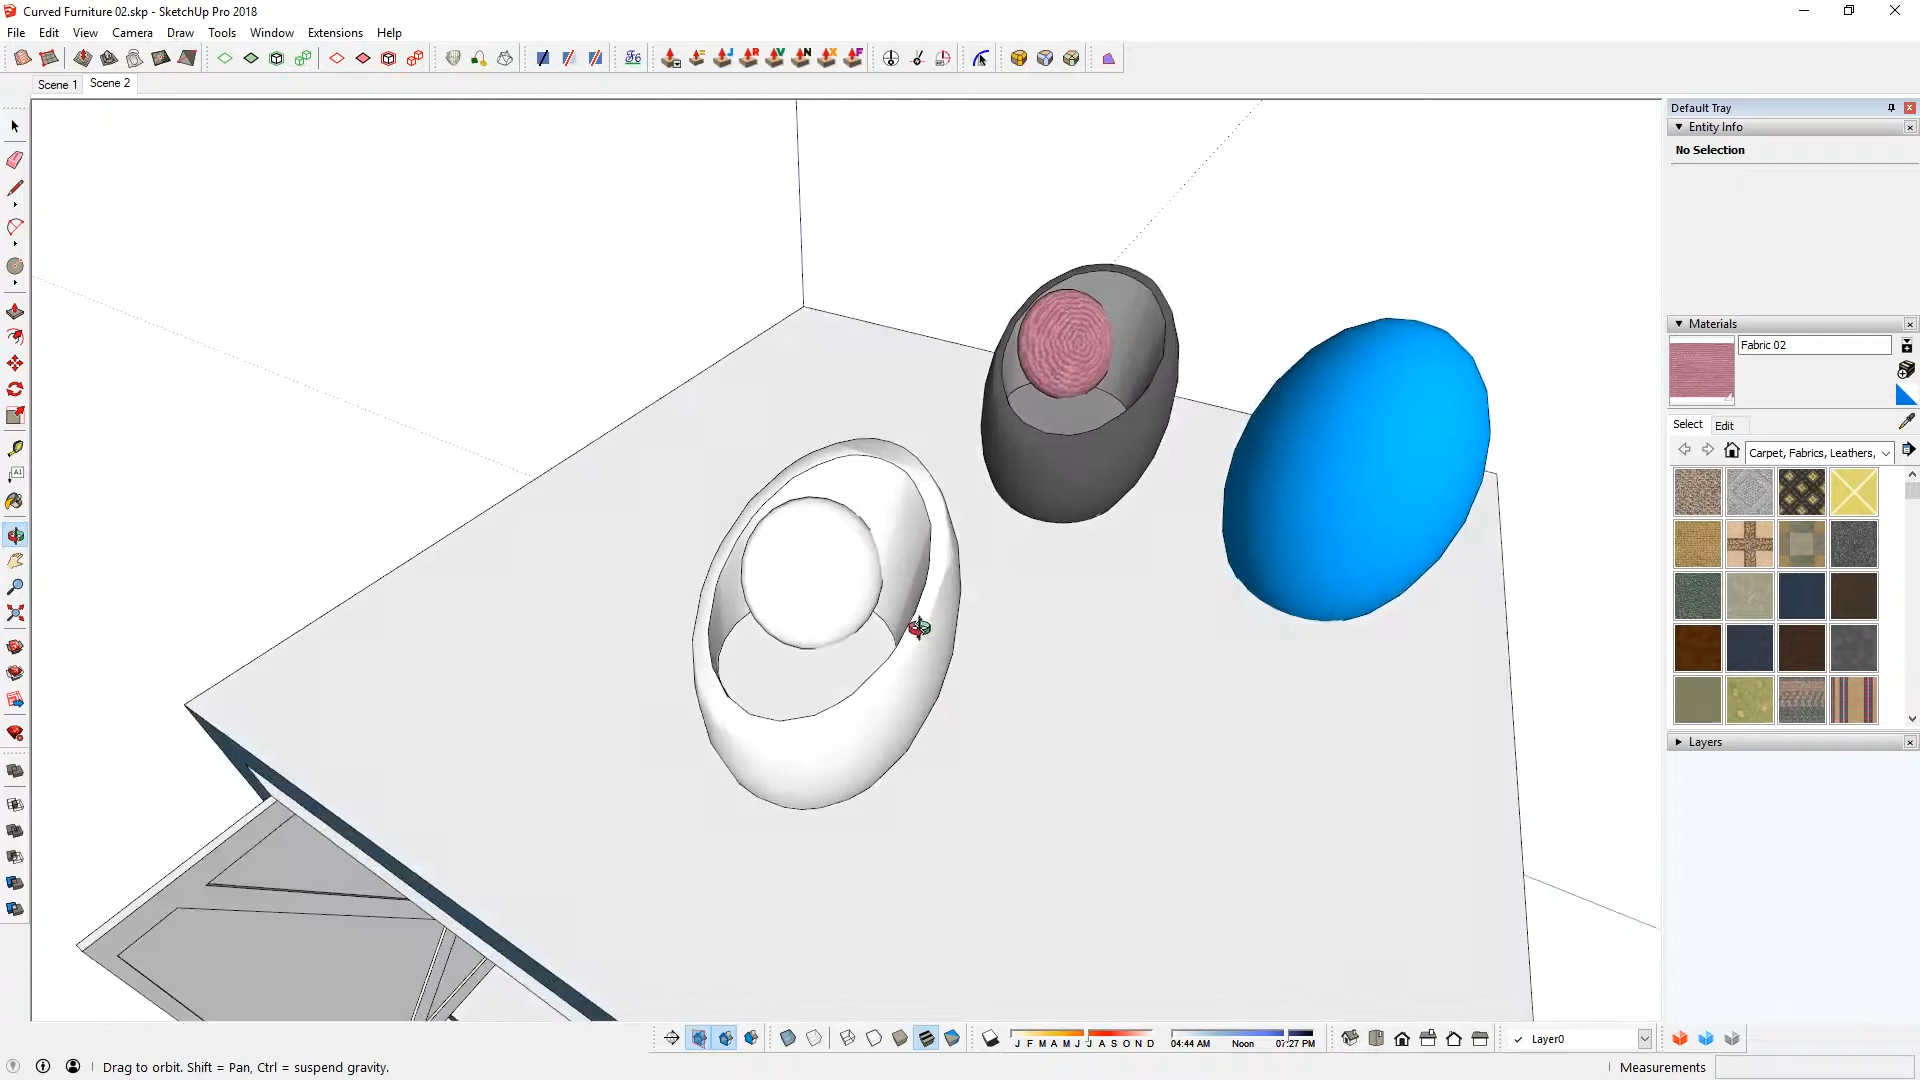 Curved Furniture 02.skp - SketchUp Pro 2018
File Edit View Camera Draw Tools Window Extensions Help
J R V N X F
Scene 1 Scene 2
Default Tray
Entity Info
No Selection
Materials
Fabric 02
Select Edit
Carpet, Fabrics, Leathers,
Layers
J F M A M J J A S O N D 04:44 AM Noon 07:27 PM
Layer0
Drag to orbit. Shift = Pan, Ctrl = suspend gravity.
Measurements